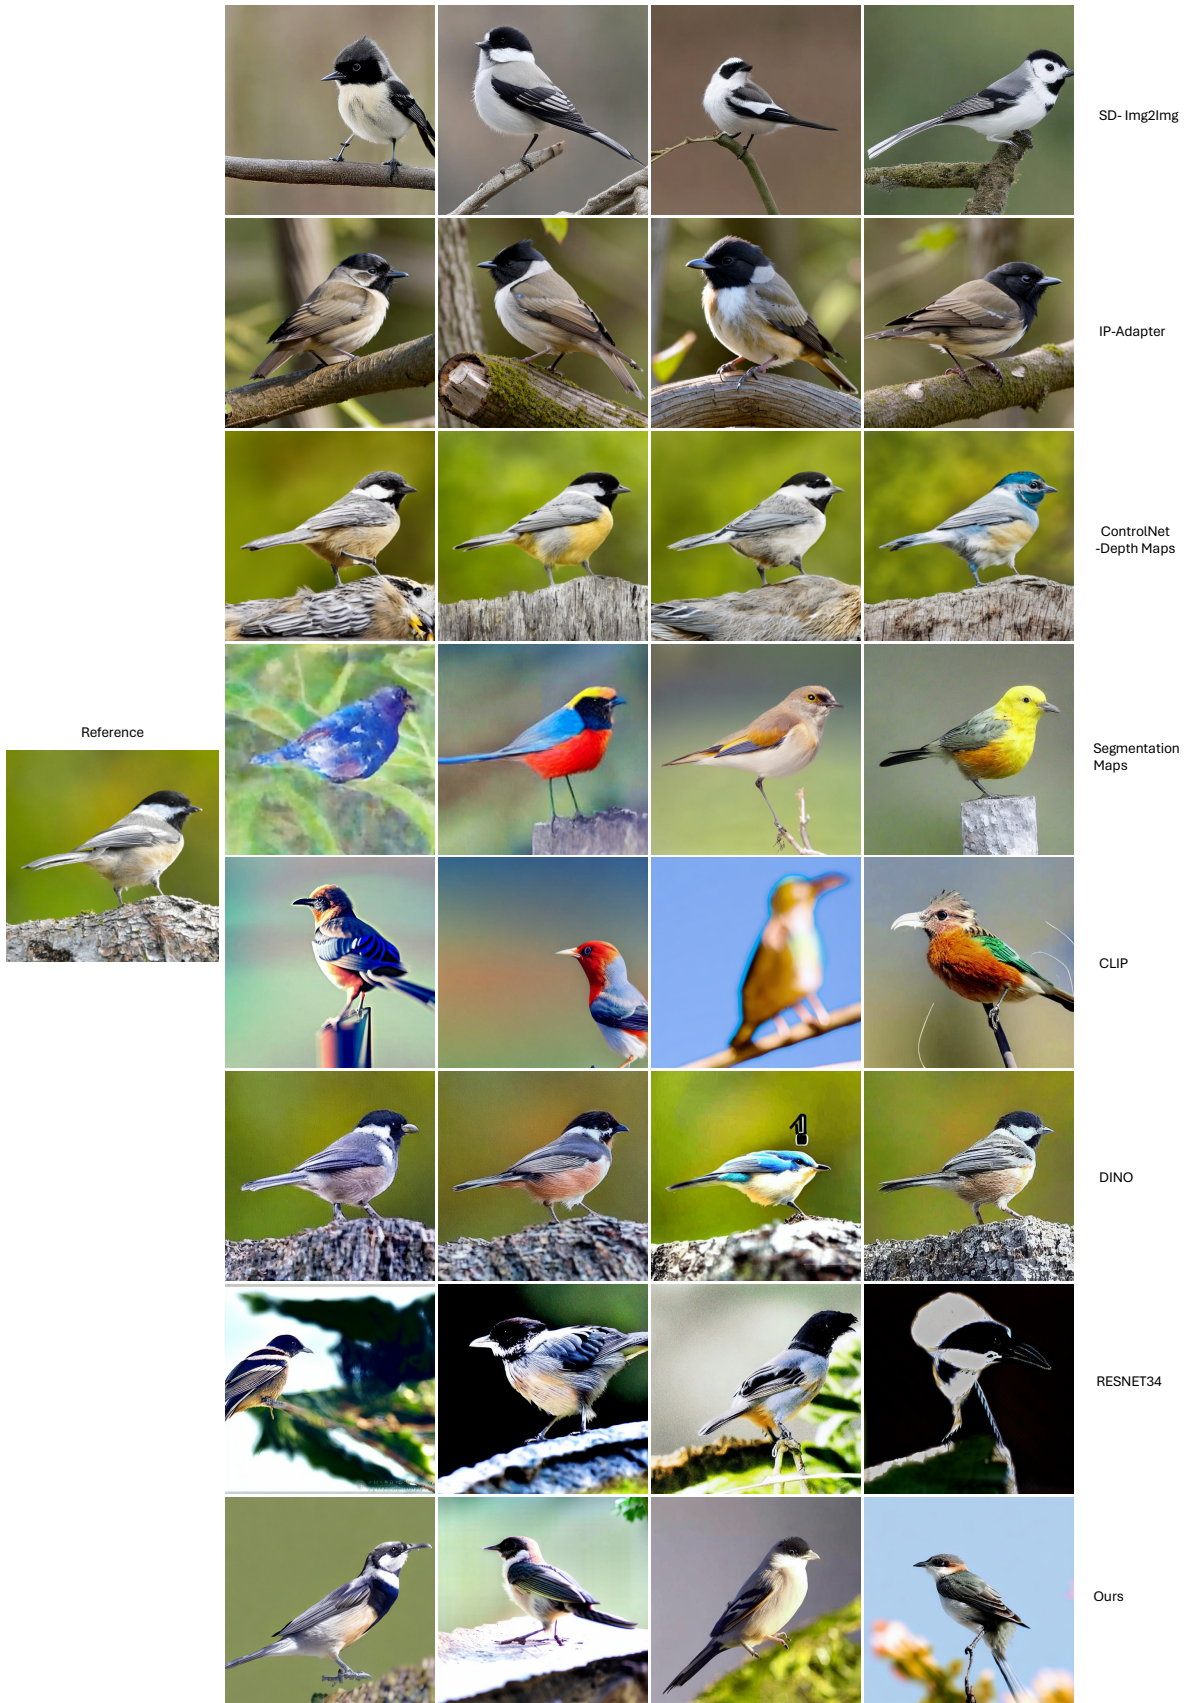 SD- Img2Img
IP-Adapter
ControlNet
-Depth Maps
Reference
Segmentation
Maps
CLIP
DINO
RESNET34
Ours